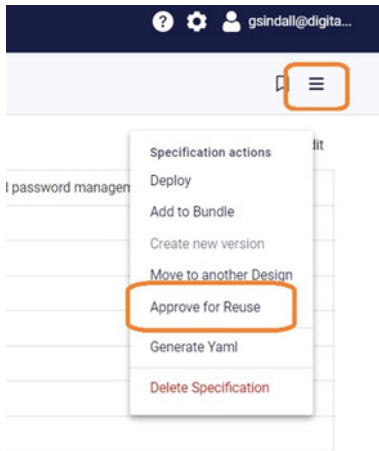 gsindall@digita...
Specification actions
dit
Deploy
password managem
Add to Bundle
Create new version
Move to another Design
Approve for Reuse
Generate Yaml
Delete Specification